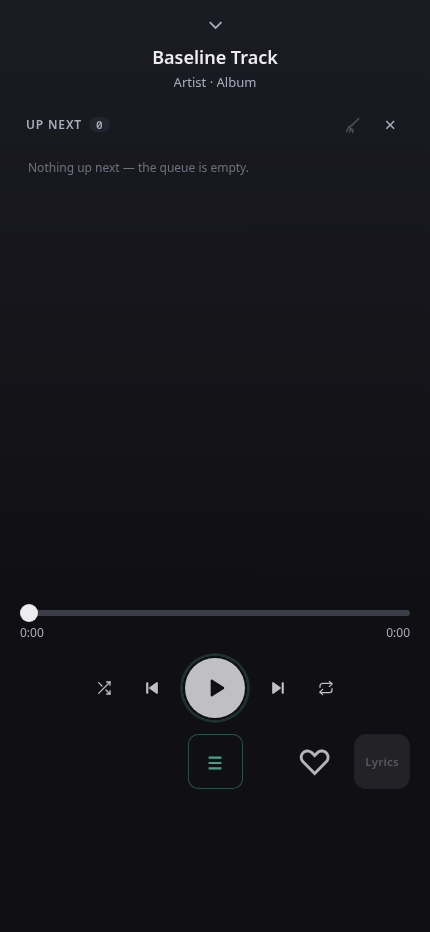 Baseline Track
Artist · Album
UP NEXT 0
Nothing up next — the queue is empty.
0:00 0:00
Lyrics